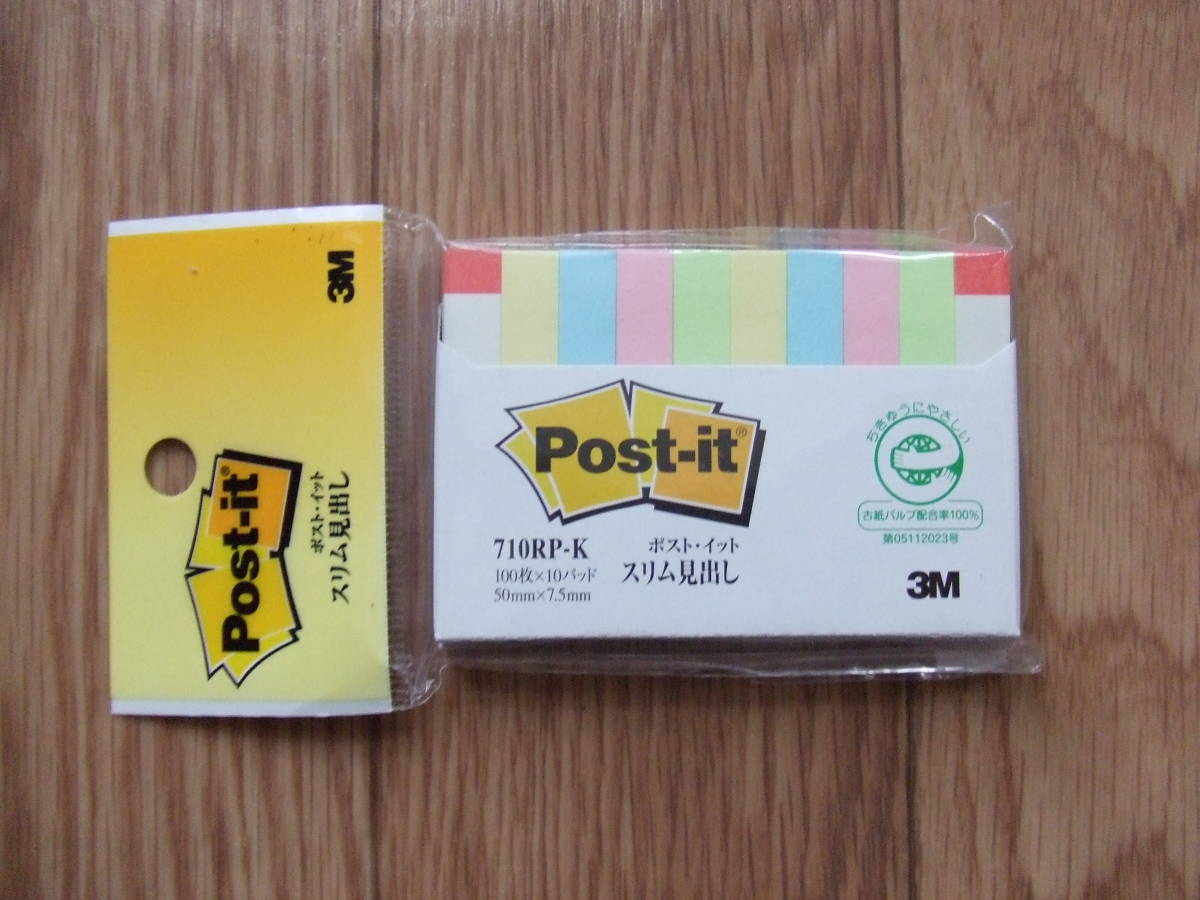 3M
Post-it®
ポスト・イット
スリム見出し
Post-it®
710RP-K
100枚×10パッド
50mm×7.5mm
ポスト・イット
スリム見出し
ちきゅうにやさしい
古紙パルプ配合率100%
第05112023号
3M